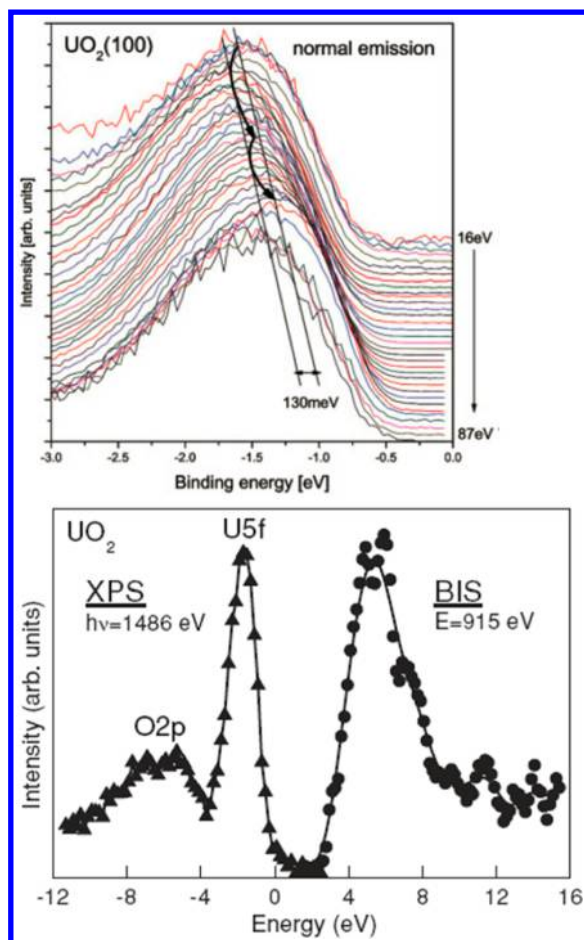 UO2(100)
normal emission
Intensity [arb. units]
16eV
130meV
87eV
-3.0 -2.5 -2.0 -1.5 -1.0 -0.5 0.0
Binding energy [eV]
UO2
U5f
XPS
hν=1486 eV
BIS
E=915 eV
O2p
Intensity (arb. units)
-12 -8 -4 0 4 8 12 16
Energy (eV)